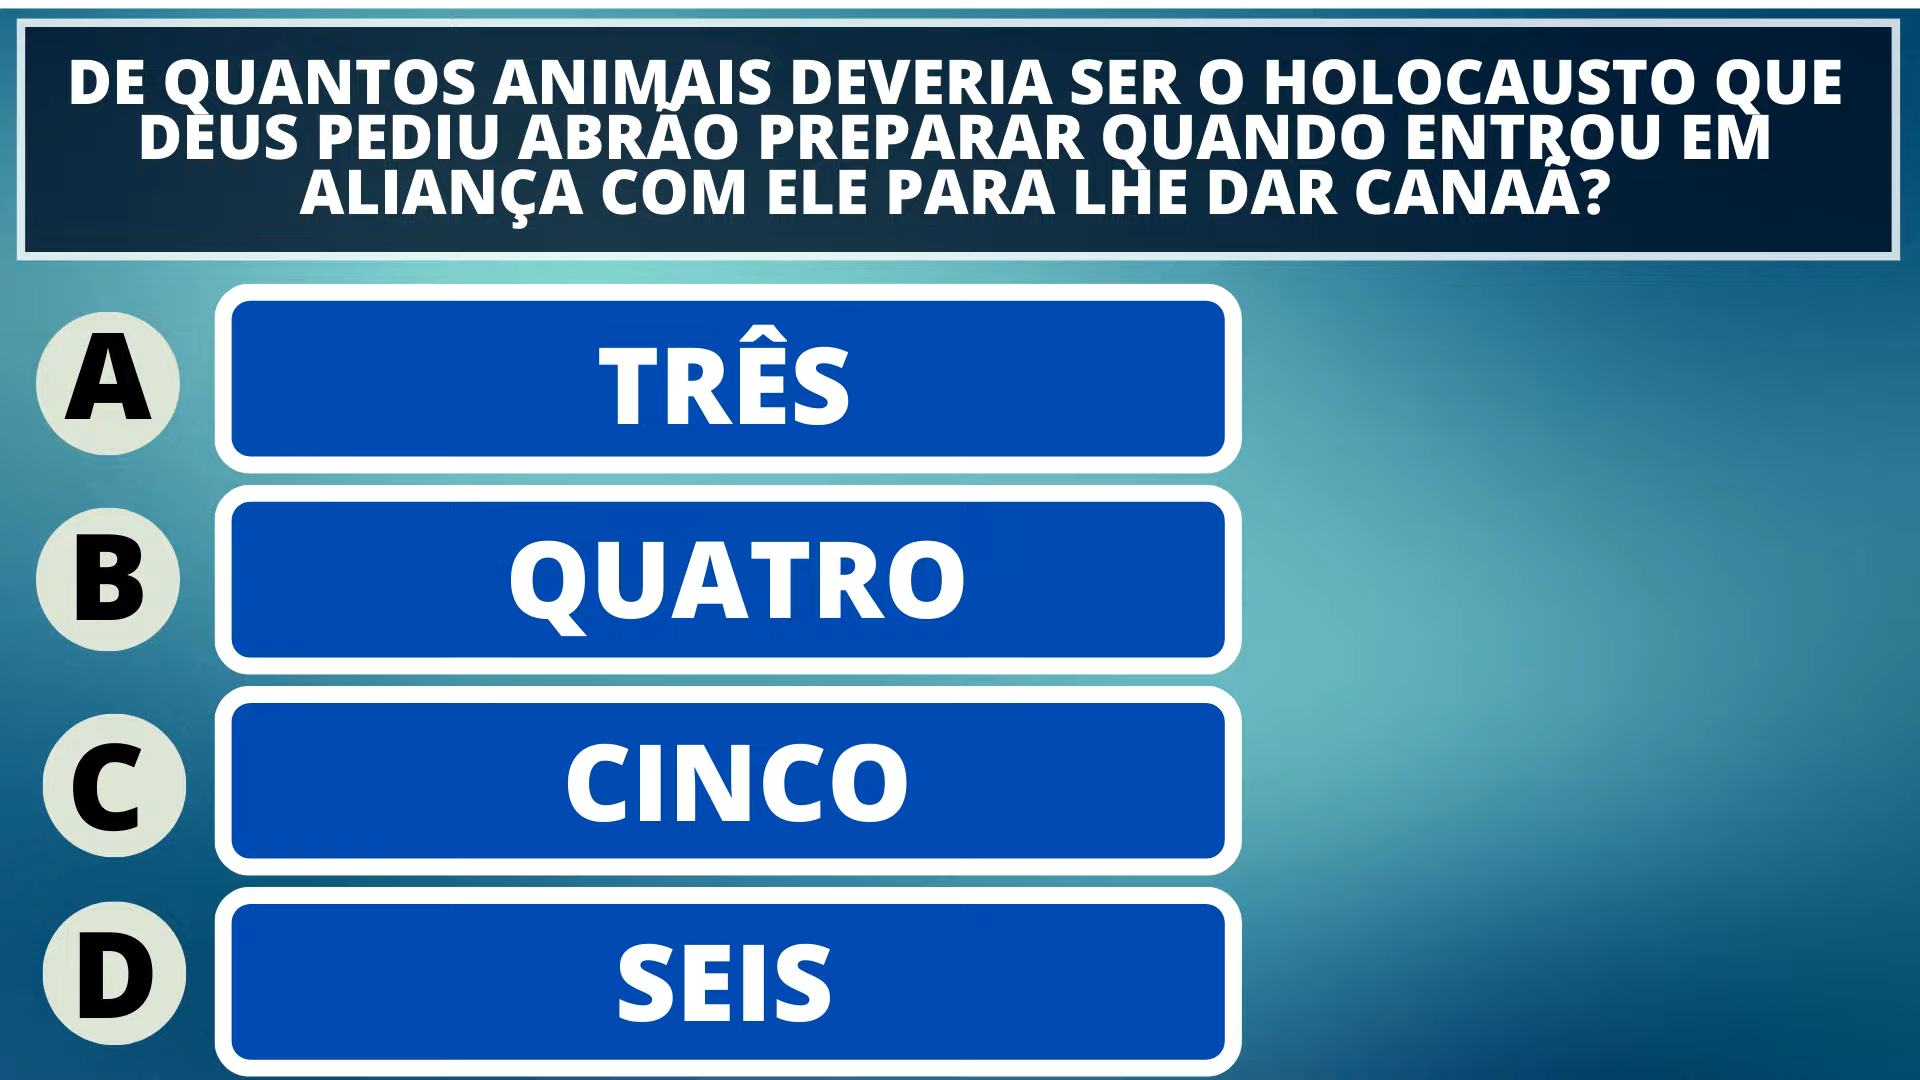 DE QUANTOS ANIMAIS DEVERIA SER O HOLOCAUSTO QUE
DEUS PEDIU ABRÃO PREPARAR QUANDO ENTROU EM
ALIANÇA COM ELE PARA LHE DAR CANAÃ?
A
TRÊS
B
QUATRO
C
CINCO
D
SEIS